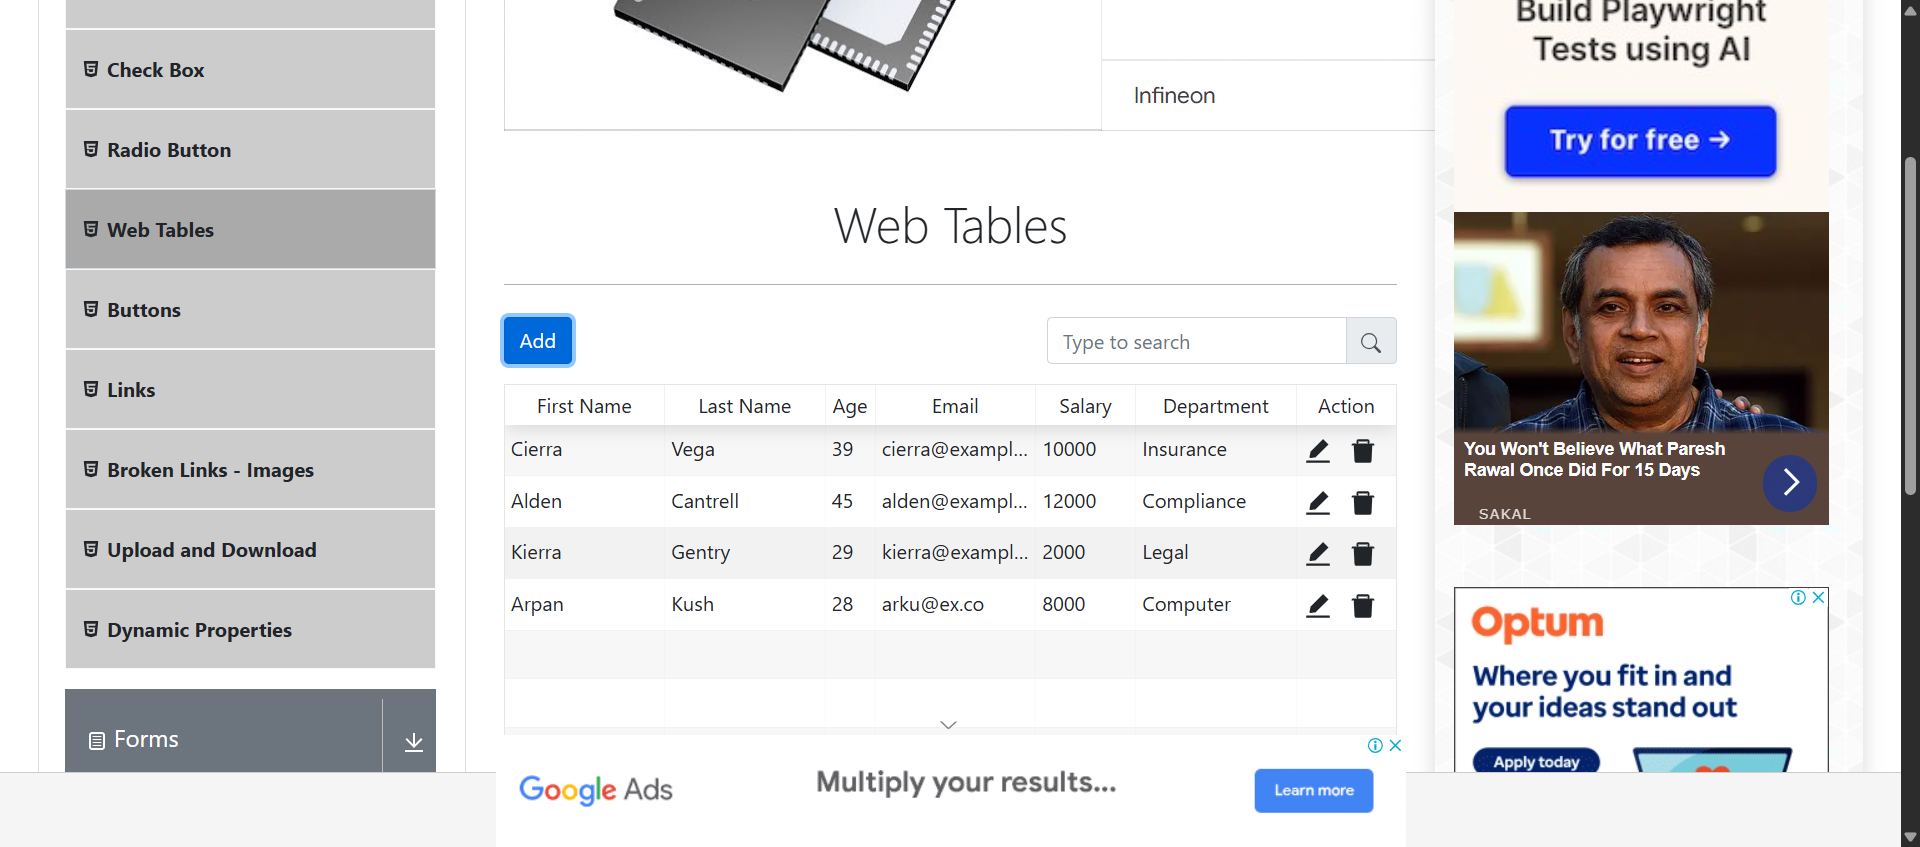 Check Box
Radio Button
Web Tables
Buttons
Links
Broken Links - Images
Upload and Download
Dynamic Properties
Forms
Infineon
Web Tables
Add
Type to search
First Name Last Name Age Email Salary Department Action
Cierra Vega 39 cierra@exampl... 10000 Insurance
Alden Cantrell 45 alden@exampl... 12000 Compliance
Kierra Gentry 29 kierra@exampl... 2000 Legal
Arpan Kush 28 arku@ex.co 8000 Computer
Google Ads
Multiply your results...
Learn more
Build Playwright
Tests using AI
Try for free →
You Won't Believe What Paresh
Rawal Once Did For 15 Days
SAKAL
Optum
Where you fit in and
your ideas stand out
Apply today